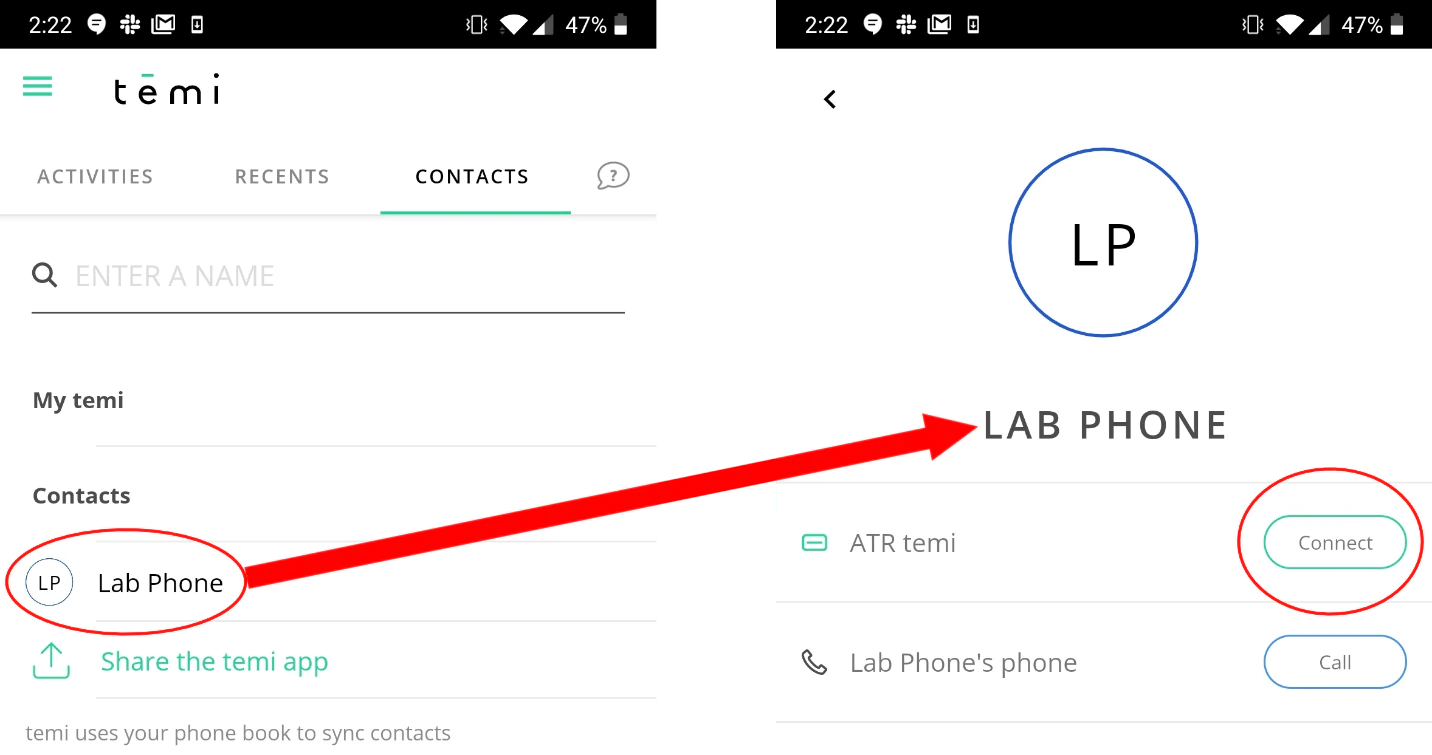 2:22 47%
temi
ACTIVITIES RECENTS CONTACTS ?
ENTER A NAME
My temi
Contacts
LP Lab Phone
Share the temi app
temi uses your phone book to sync contacts
2:22 47%
LP
LAB PHONE
ATR temi Connect
Lab Phone's phone Call